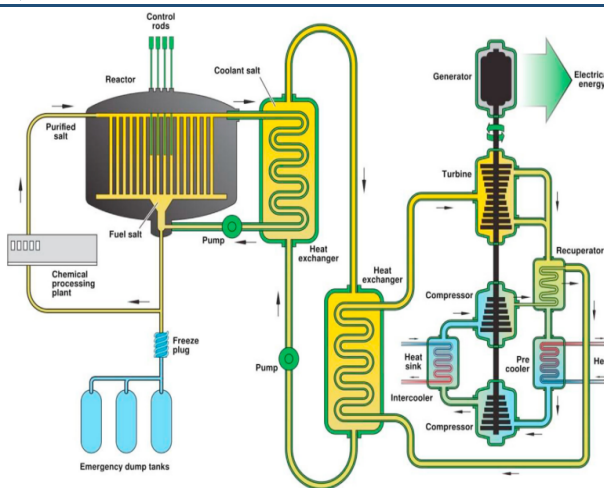 Control
rods
Reactor
Coolant salt
Generator
Electrical
energy
Purified
salt
Turbine
Fuel salt
Pump
Heat
exchanger
Chemical
processing
plant
Heat
exchanger
Recuperator
Compressor
Freeze
plug
Pump
Heat
sink
Pre
cooler
He
Intercooler
Compressor
Emergency dump tanks